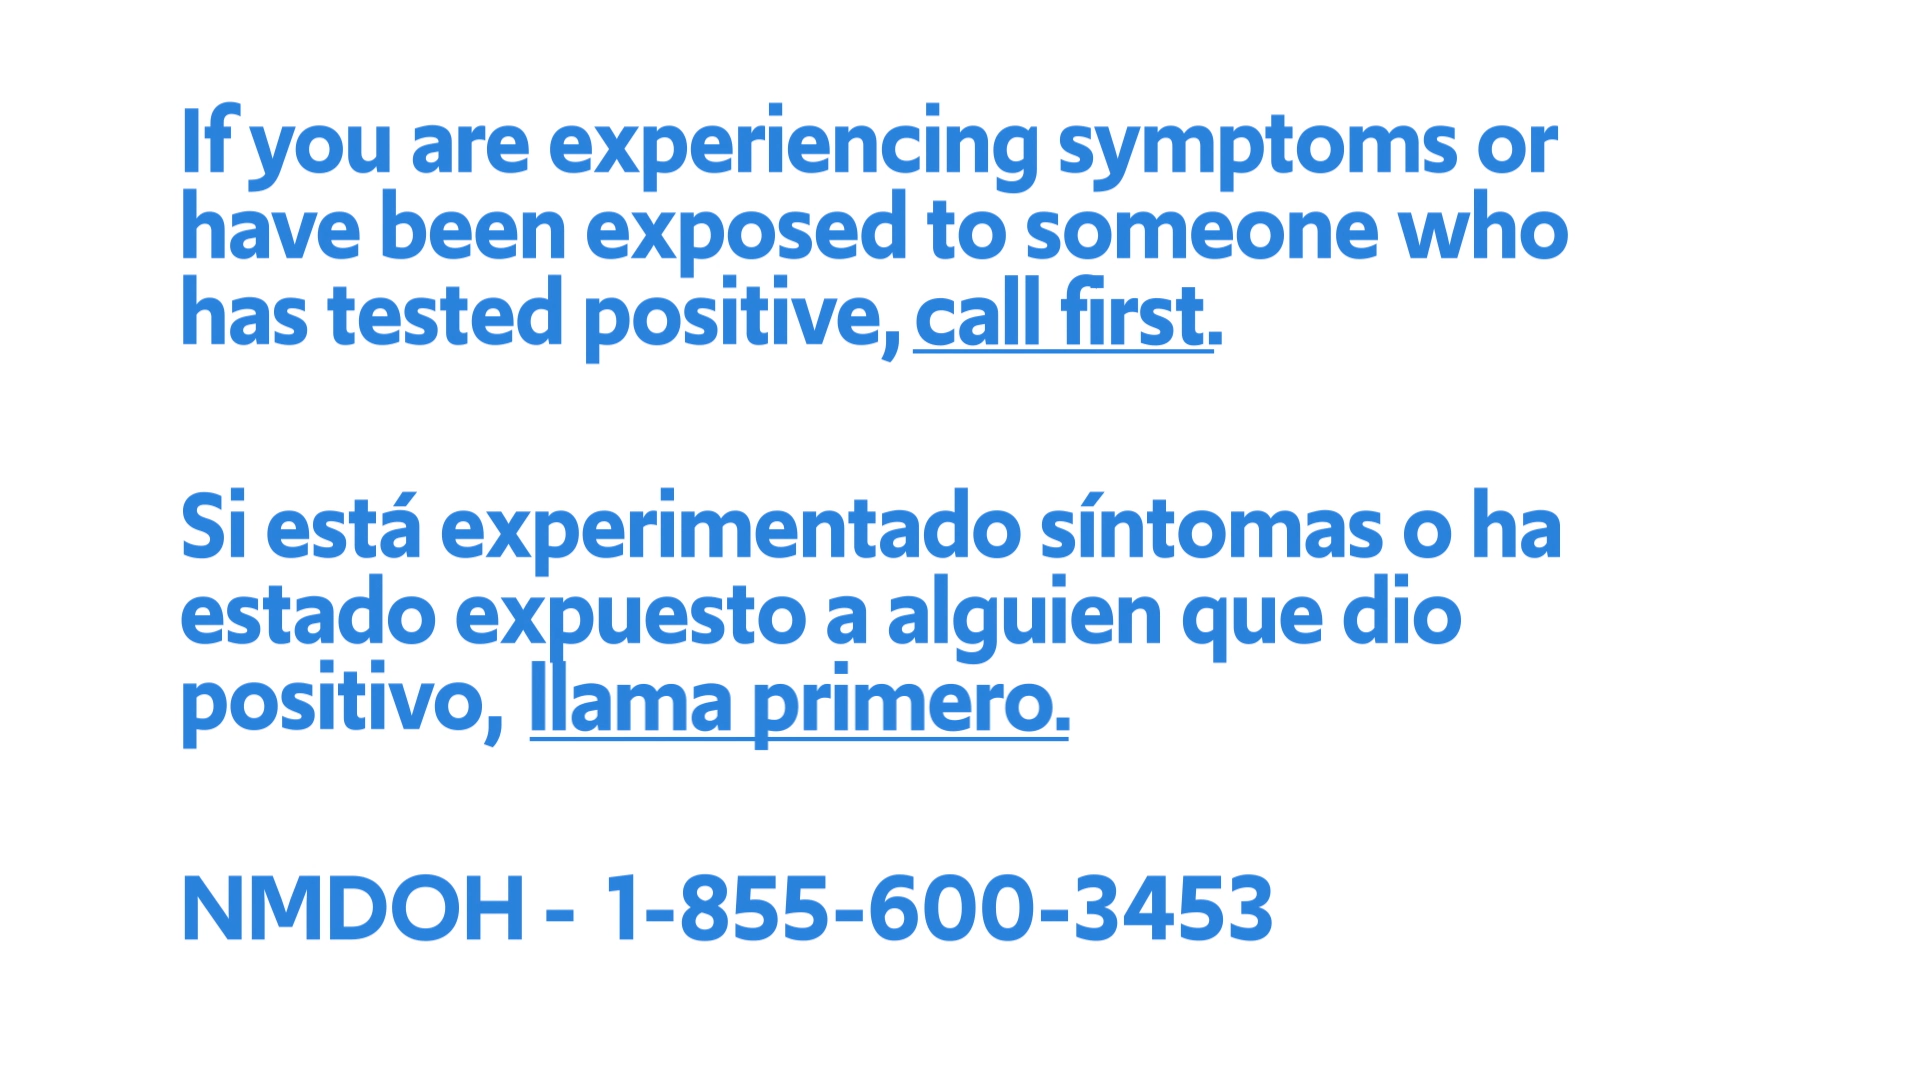 If you are experiencing symptoms or
have been exposed to someone who
has tested positive, call first.
Si está experimentado síntomas o ha
estado expuesto a alguien que dio
positivo, llama primero.
NMDOH - 1-855-600-3453